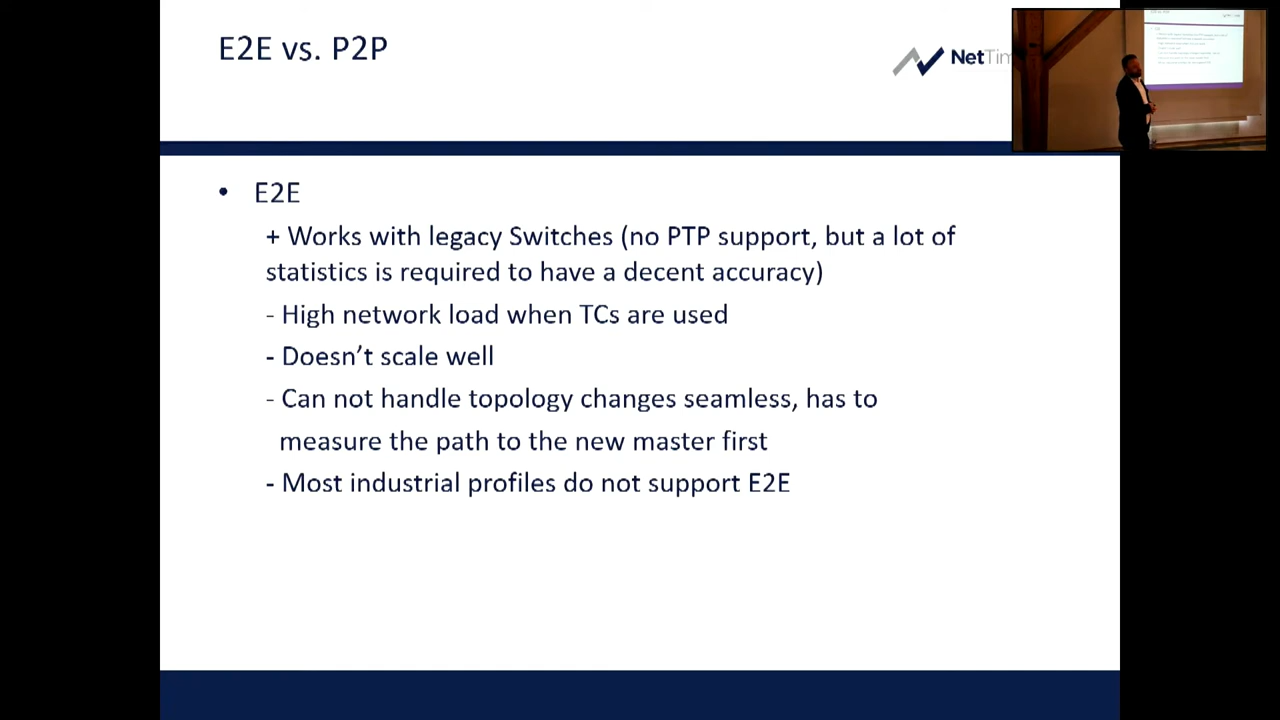 E2E vs. P2P
NetTim
• E2E
+ Works with legacy Switches (no PTP support, but a lot of
statistics is required to have a decent accuracy)
- High network load when TCs are used
- Doesn’t scale well
- Can not handle topology changes seamless, has to
measure the path to the new master first
- Most industrial profiles do not support E2E